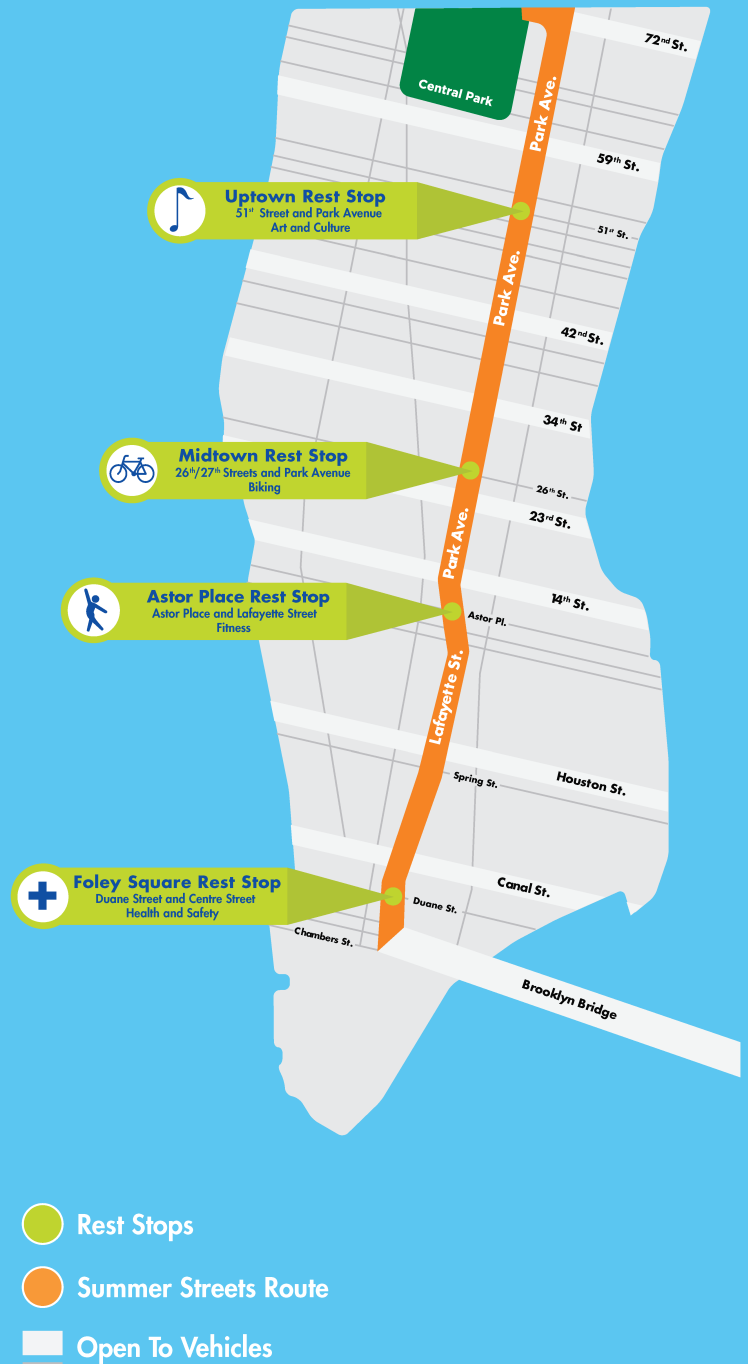 72nd St.
Central Park
Park Ave.
59th St.
Uptown Rest Stop
51st Street and Park Avenue
Art and Culture
51st St.
Park Ave.
42nd St.
34th St
Midtown Rest Stop
26th/27th Streets and Park Avenue
Biking
26th St.
23rd St.
Park Ave.
14th St.
Astor Place Rest Stop
Astor Place and Lafayette Street
Fitness
Astor Pl.
Lafayette St.
Spring St.
Houston St.
Foley Square Rest Stop
Duane Street and Centre Street
Health and Safety
Canal St.
Duane St.
Chambers St.
Brooklyn Bridge
Rest Stops
Summer Streets Route
Open To Vehicles